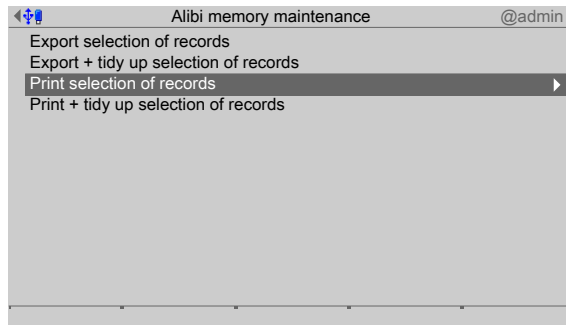 Alibi memory maintenance @admin
Export selection of records
Export + tidy up selection of records
Print selection of records
Print + tidy up selection of records